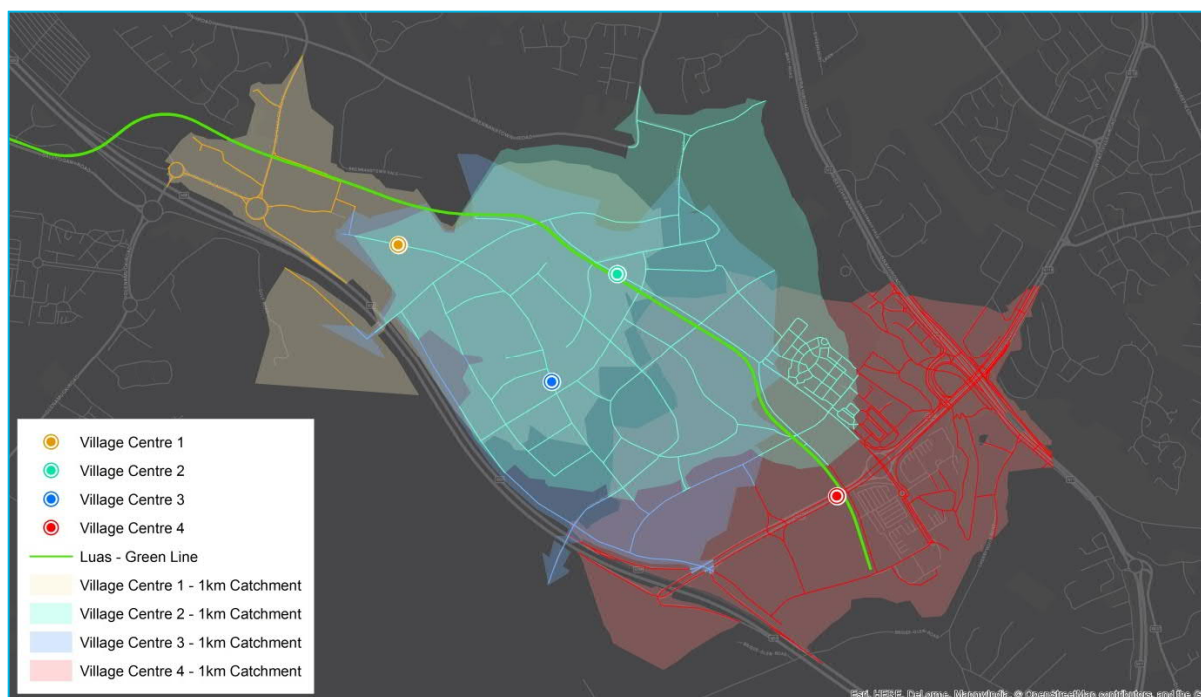 Village Centre 1
Village Centre 2
Village Centre 3
Village Centre 4
Luas - Green Line
Village Centre 1 - 1km Catchment
Village Centre 2 - 1km Catchment
Village Centre 3 - 1km Catchment
Village Centre 4 - 1km Catchment
Esri, HERE, DeLorme, MapmyIndia, © OpenStreetMap contributors, and the G